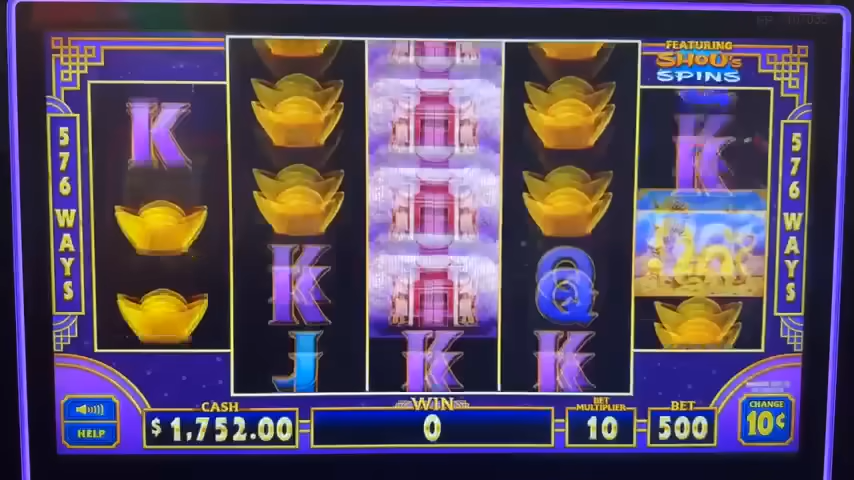 FEATURING
SHOU'S
SPINS
576 WAYS
576 WAYS
K
K
K
J
K
Q
K
CASH
$1,752.00
WIN
0
BET
MULTIPLIER
10
BET
500
CHANGE
10¢
HELP